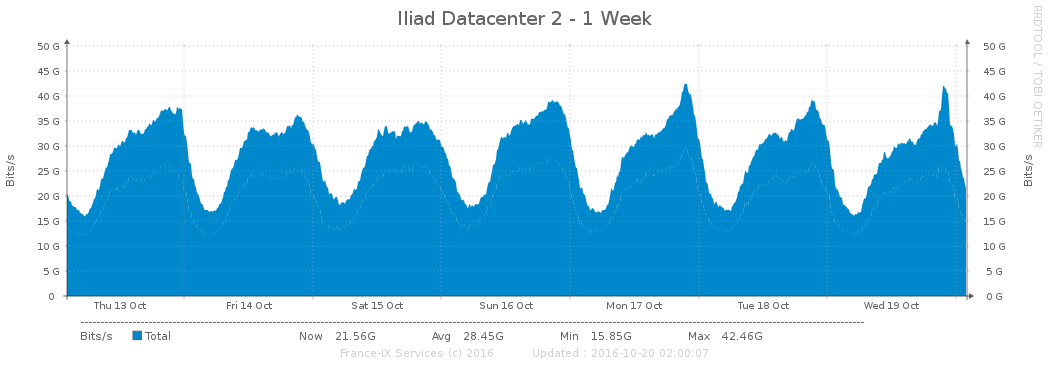 Iliad Datacenter 2 - 1 Week
RRDTOOL / TOBI OETIKER
Bits/s
50 G 50 G
45 G 45 G
40 G 40 G
35 G 35 G
30 G 30 G
25 G 25 G
20 G 20 G
15 G 15 G
10 G 10 G
5 G 5 G
0 0 G
Bits/s
Thu 13 Oct Fri 14 Oct Sat 15 Oct Sun 16 Oct Mon 17 Oct Tue 18 Oct Wed 19 Oct
Bits/s Total Now 21.56G Avg 28.45G Min 15.85G Max 42.46G
France-IX Services (c) 2016 Updated : 2016-10-20 02:00:07